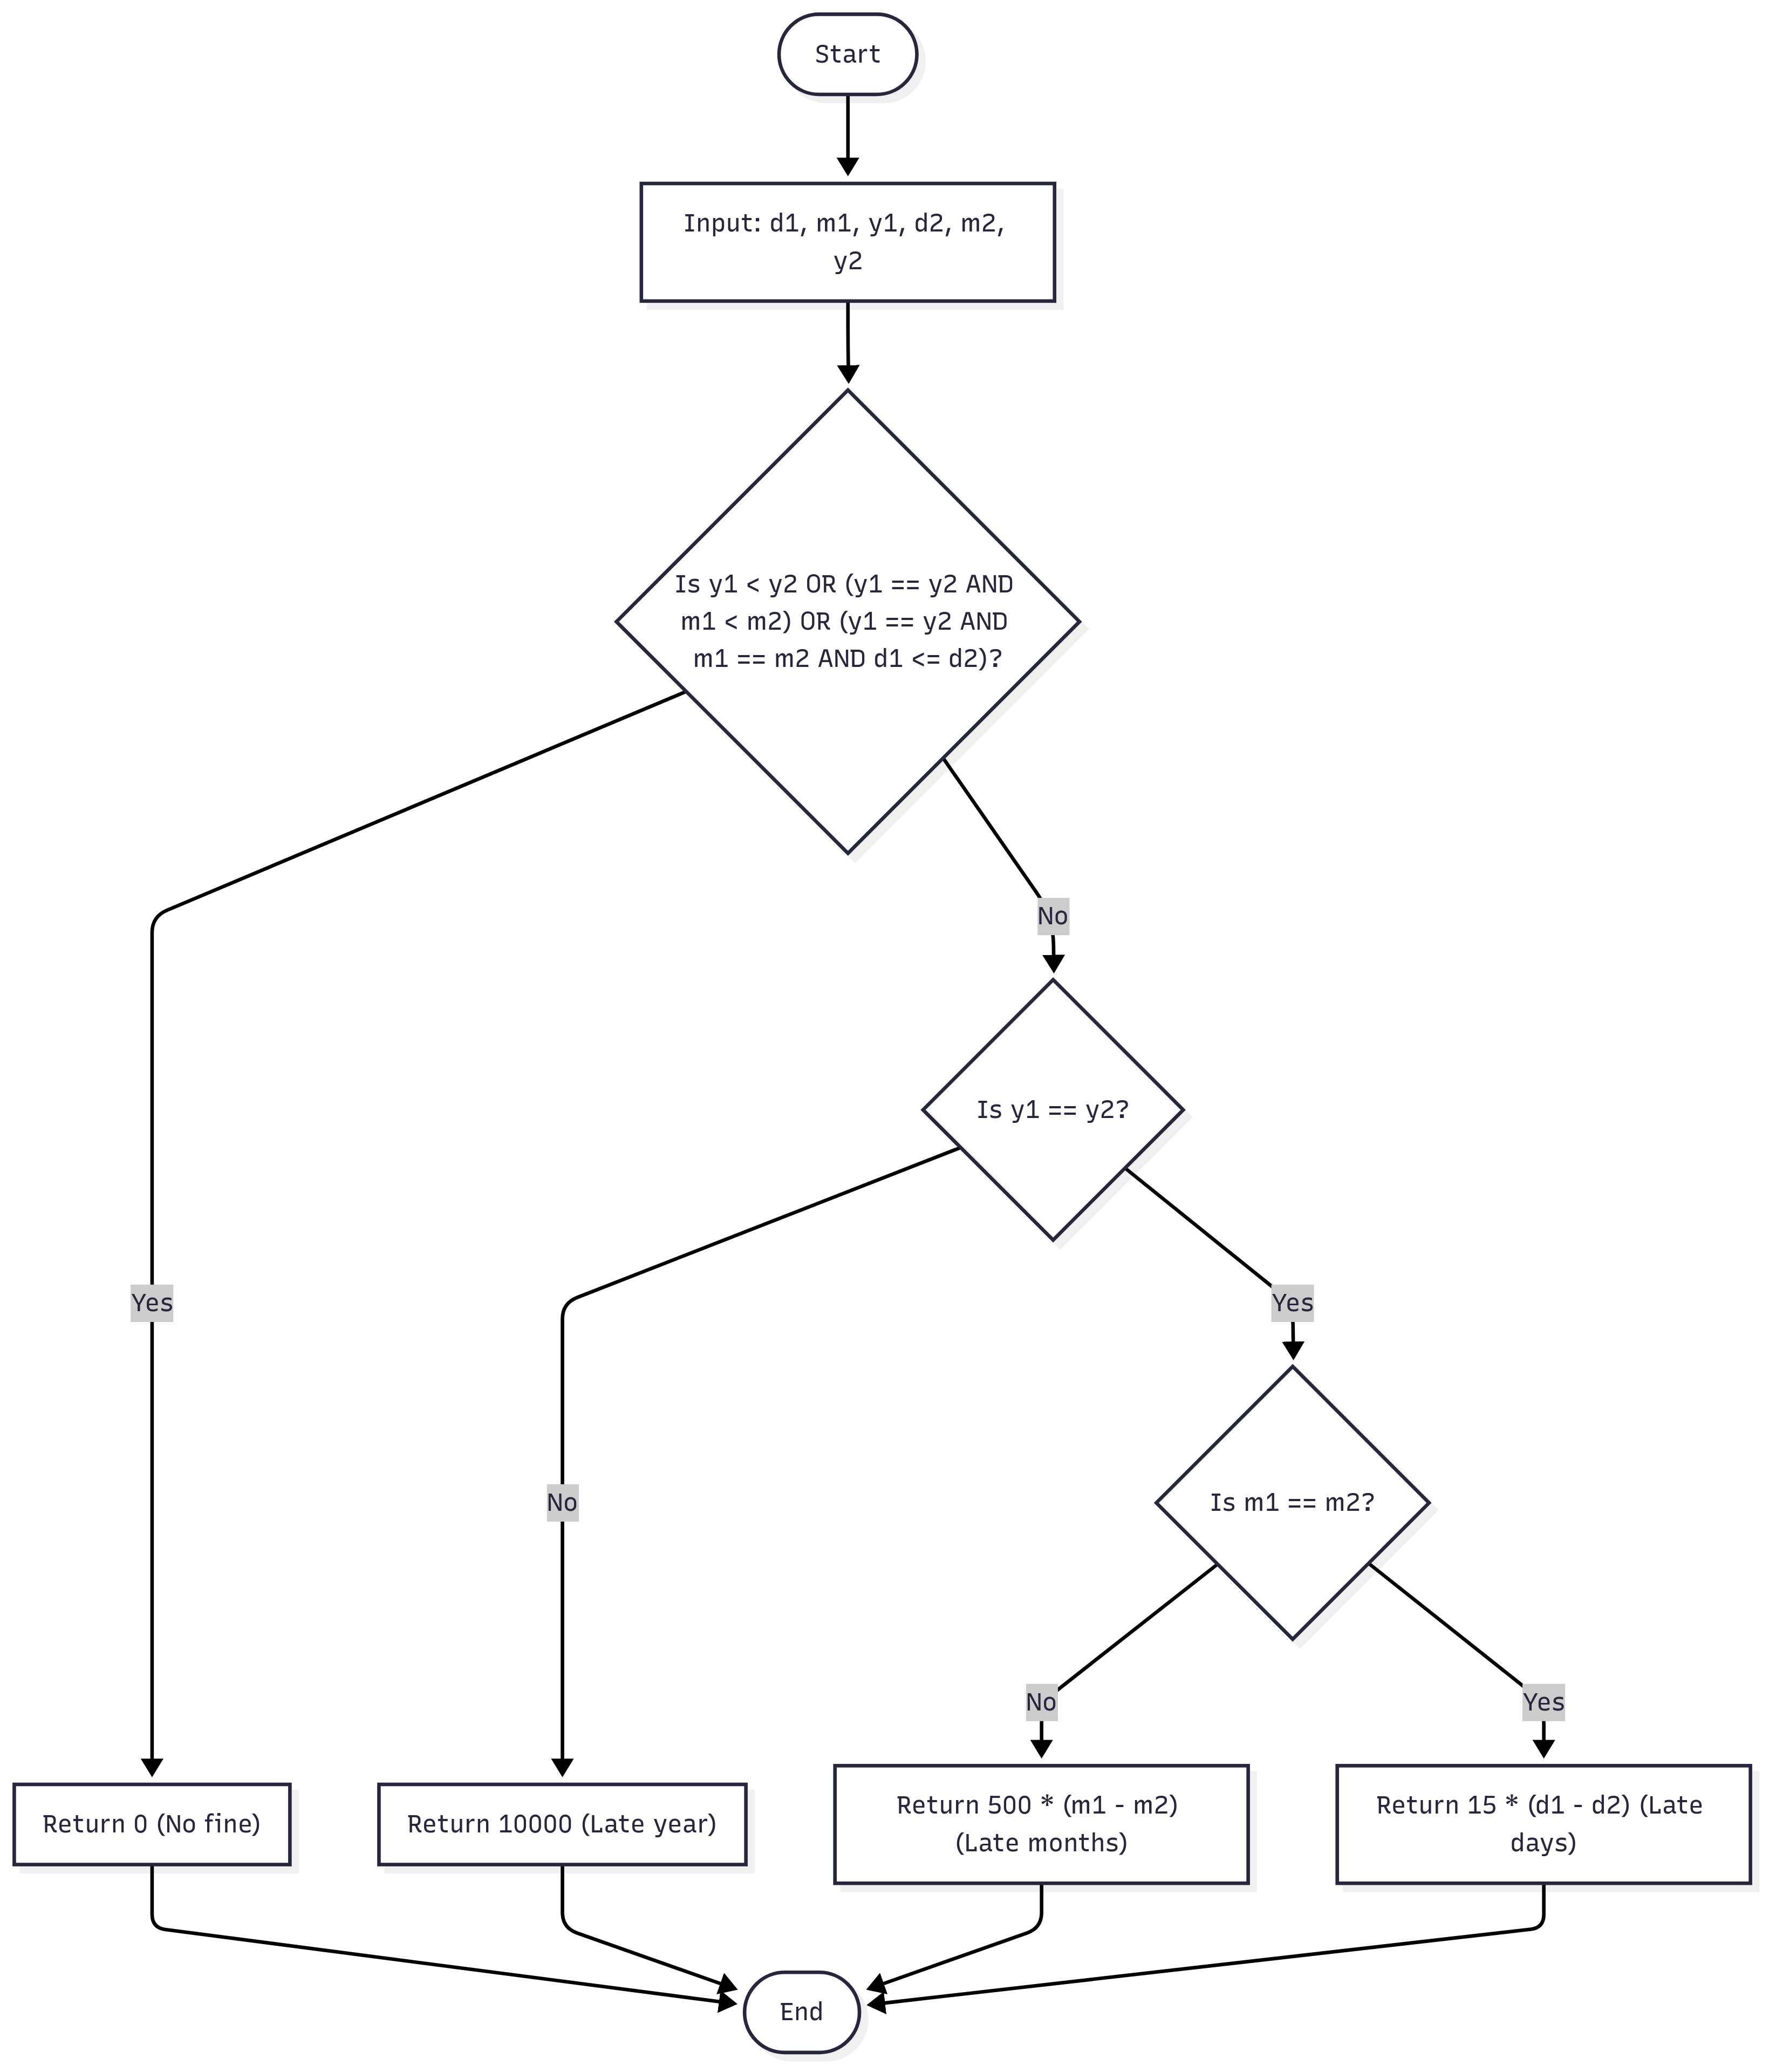 Start
Input: d1, m1, y1, d2, m2,
y2
Is y1 < y2 OR (y1 == y2 AND
m1 < m2) OR (y1 == y2 AND
m1 == m2 AND d1 <= d2)?
No
Is y1 == y2?
Yes
Yes
No
Is m1 == m2?
No
Yes
Return 0 (No fine)
Return 10000 (Late year)
Return 500 * (m1 - m2)
(Late months)
Return 15 * (d1 - d2) (Late
days)
End